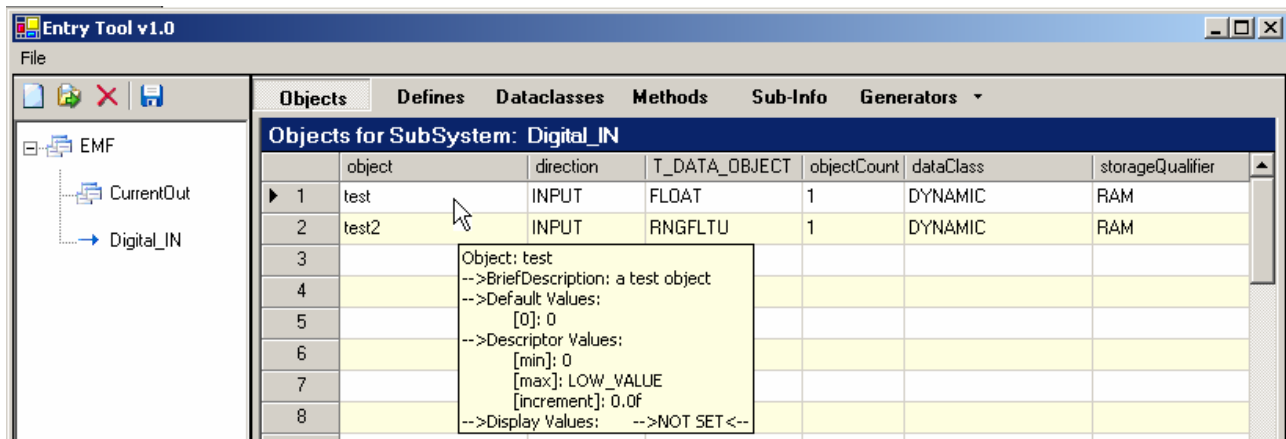 Entry Tool v1.0
File
Objects Defines Dataclasses Methods Sub-Info Generators
Objects for SubSystem: Digital_IN
EMF
CurrentOut
Digital_IN
object direction T_DATA_OBJECT objectCount dataClass storageQualifier
1 test INPUT FLOAT 1 DYNAMIC RAM
2 test2 INPUT RNGFLTU 1 DYNAMIC RAM
3
4
5
6
7
8
Object: test
-->BriefDescription: a test object
-->Default Values:
[0]: 0
-->Descriptor Values:
[min]: 0
[max]: LOW_VALUE
[increment]: 0.0f
-->Display Values: -->NOT SET<--